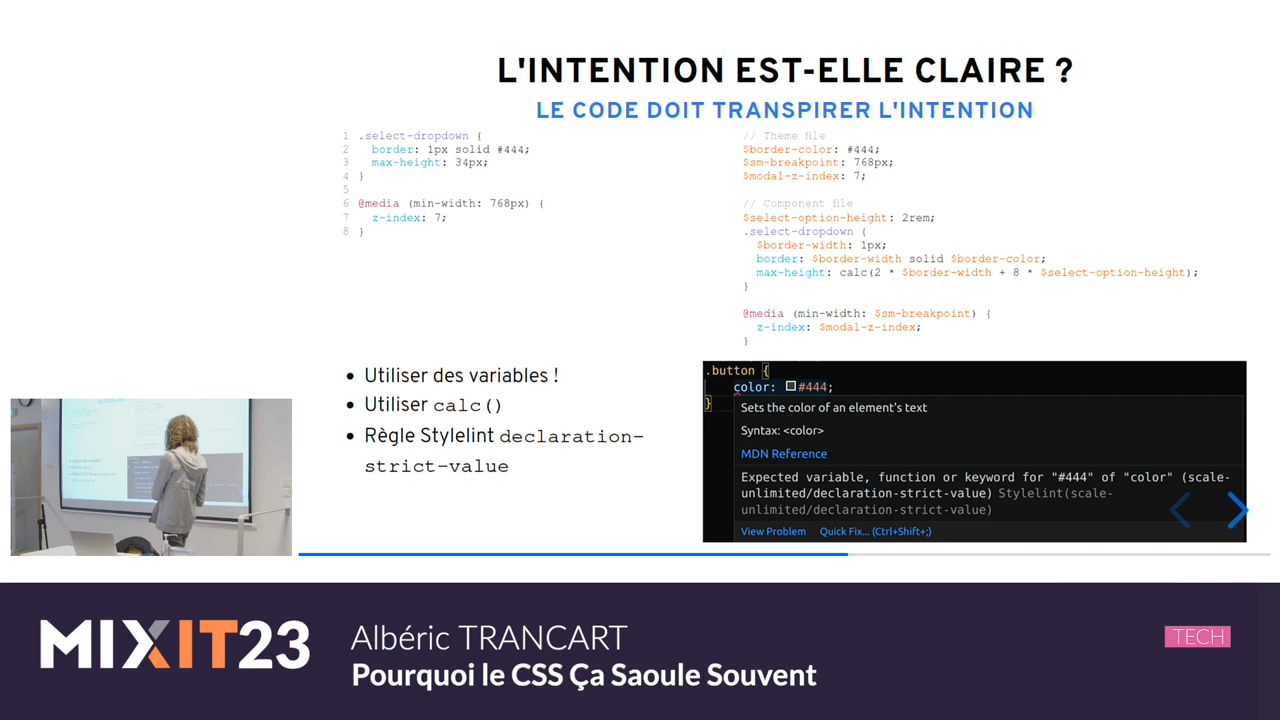 L'INTENTION EST-ELLE CLAIRE ?
LE CODE DOIT TRANSPIRER L'INTENTION
1 .select-dropdown {
2   border: 1px solid #444;
3   max-height: 34px;
4 }
5
6 @media (min-width: 768px) {
7   z-index: 7;
8 }
// Theme file
$border-color: #444;
$sm-breakpoint: 768px;
$modal-z-index: 7;
// Component file
$select-option-height: 2rem;
.select-dropdown {
  $border-width: 1px;
  border: $border-width solid $border-color;
  max-height: calc(2 * $border-width + 8 * $select-option-height);
}
@media (min-width: $sm-breakpoint) {
  z-index: $modal-z-index;
}
• Utiliser des variables !
• Utiliser calc()
• Règle Stylelint declaration-
strict-value
.button {
color: #444;
}
Sets the color of an element's text
Syntax: <color>
MDN Reference
Expected variable, function or keyword for "#444" of "color" (scale-
unlimited/declaration-strict-value) Stylelint(scale-
unlimited/declaration-strict-value)
View Problem Quick Fix... (Ctrl+Shift+;)
MIXIT23
Albéric TRANCART
Pourquoi le CSS Ça Saoule Souvent
TECH